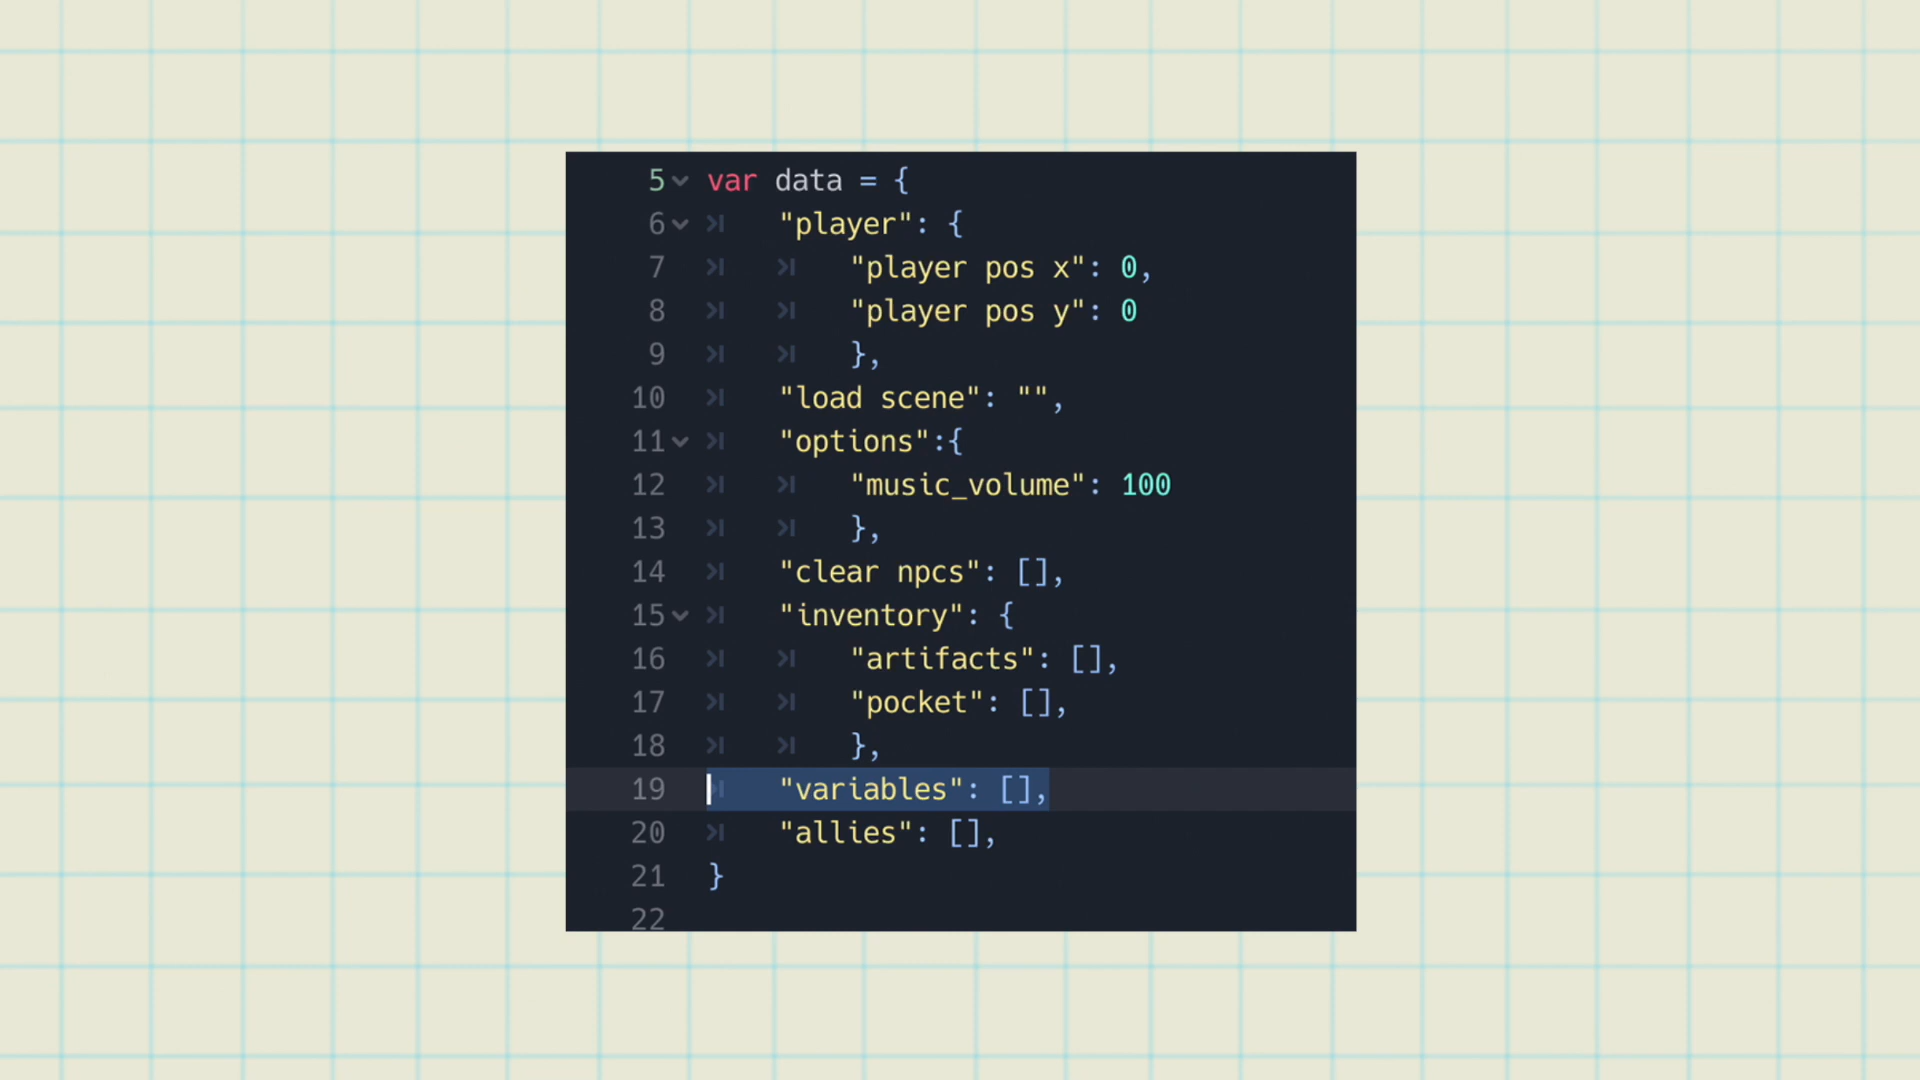 5 var data = {
6 "player": {
7 "player pos x": 0,
8 "player pos y": 0
9 },
10 "load scene": "",
11 "options":{
12 "music_volume": 100
13 },
14 "clear npcs": [],
15 "inventory": {
16 "artifacts": [],
17 "pocket": [],
18 },
19 "variables": [],
20 "allies": [],
21 }
22